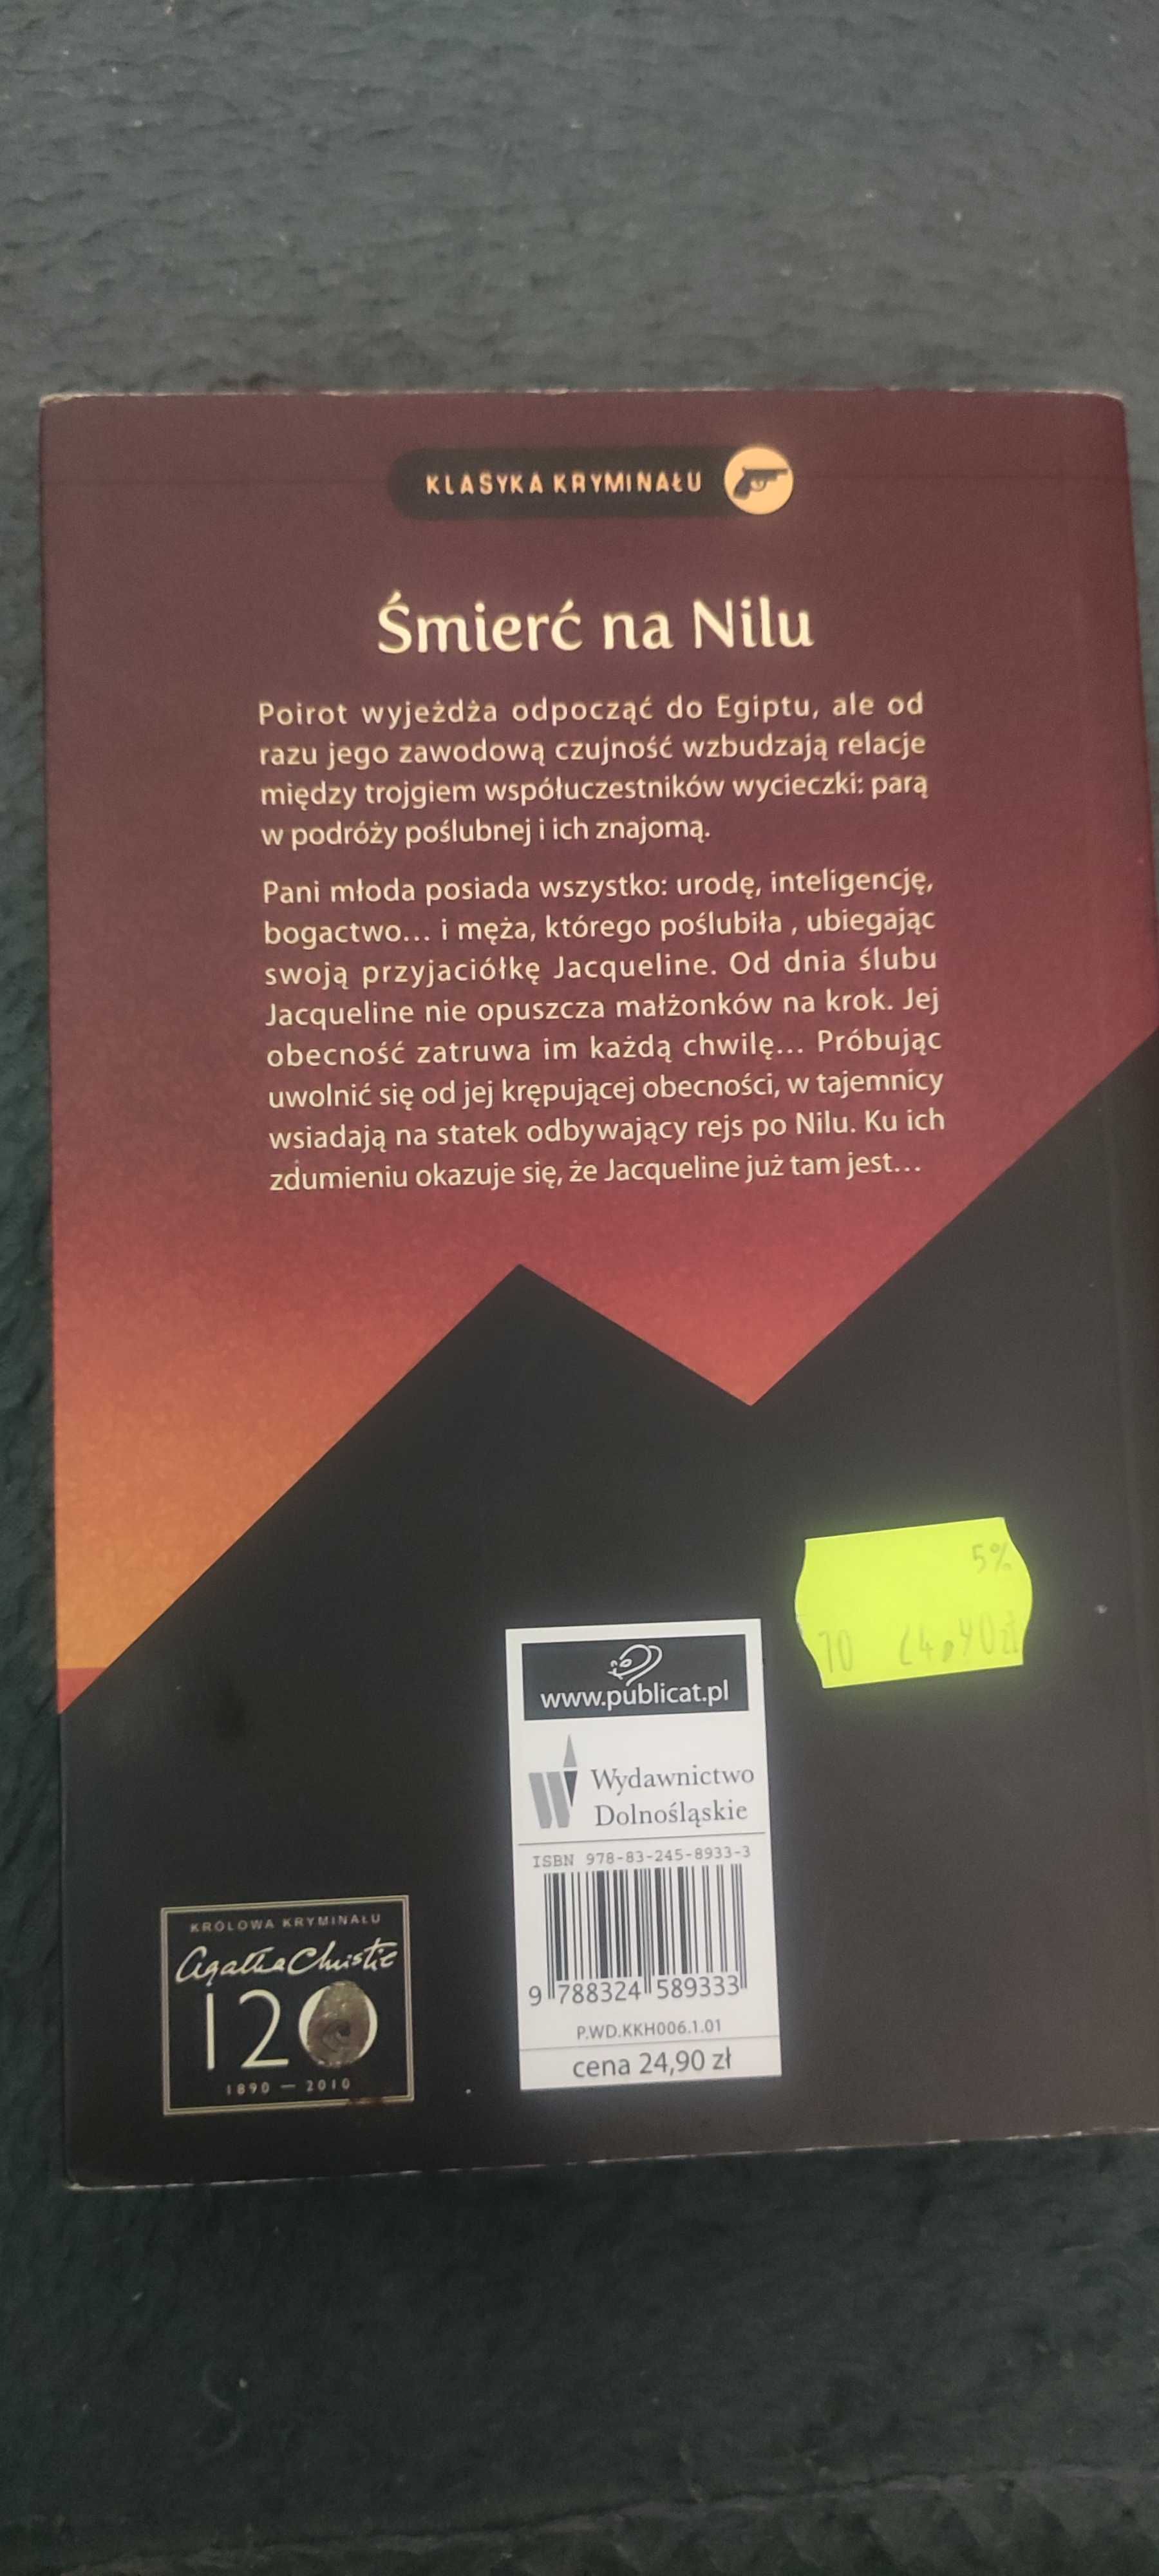 KLASYKA KRYMINAŁU
Śmierć na Nilu
Poirot wyjeżdża odpocząć do Egiptu, ale od
razu jego zawodową czujność wzbudzają relacje
między trojgiem współuczestników wycieczki: parą
w podróży poślubnej i ich znajomą.
Pani młoda posiada wszystko: urodę, inteligencję,
bogactwo... i męża, którego poślubiła , ubiegając
swoją przyjaciółkę Jacqueline. Od dnia ślubu
Jacqueline nie opuszcza małżonków na krok. Jej
obecność zatruwa im każdą chwilę... Próbując
uwolnić się od jej krępującej obecności, w tajemnicy
wsiadają na statek odbywający rejs po Nilu. Ku ich
zdumieniu okazuje się, że Jacqueline już tam jest...
5%
10 24,90zł
www.publicat.pl
Wydawnictwo
Dolnośląskie
ISBN 978-83-245-8933-3
9 788324 589333
P.WD.KKH006.1.01
cena 24,90 zł
KRÓLOWA KRYMINAŁU
Agatha Christie
120
1890 — 2010